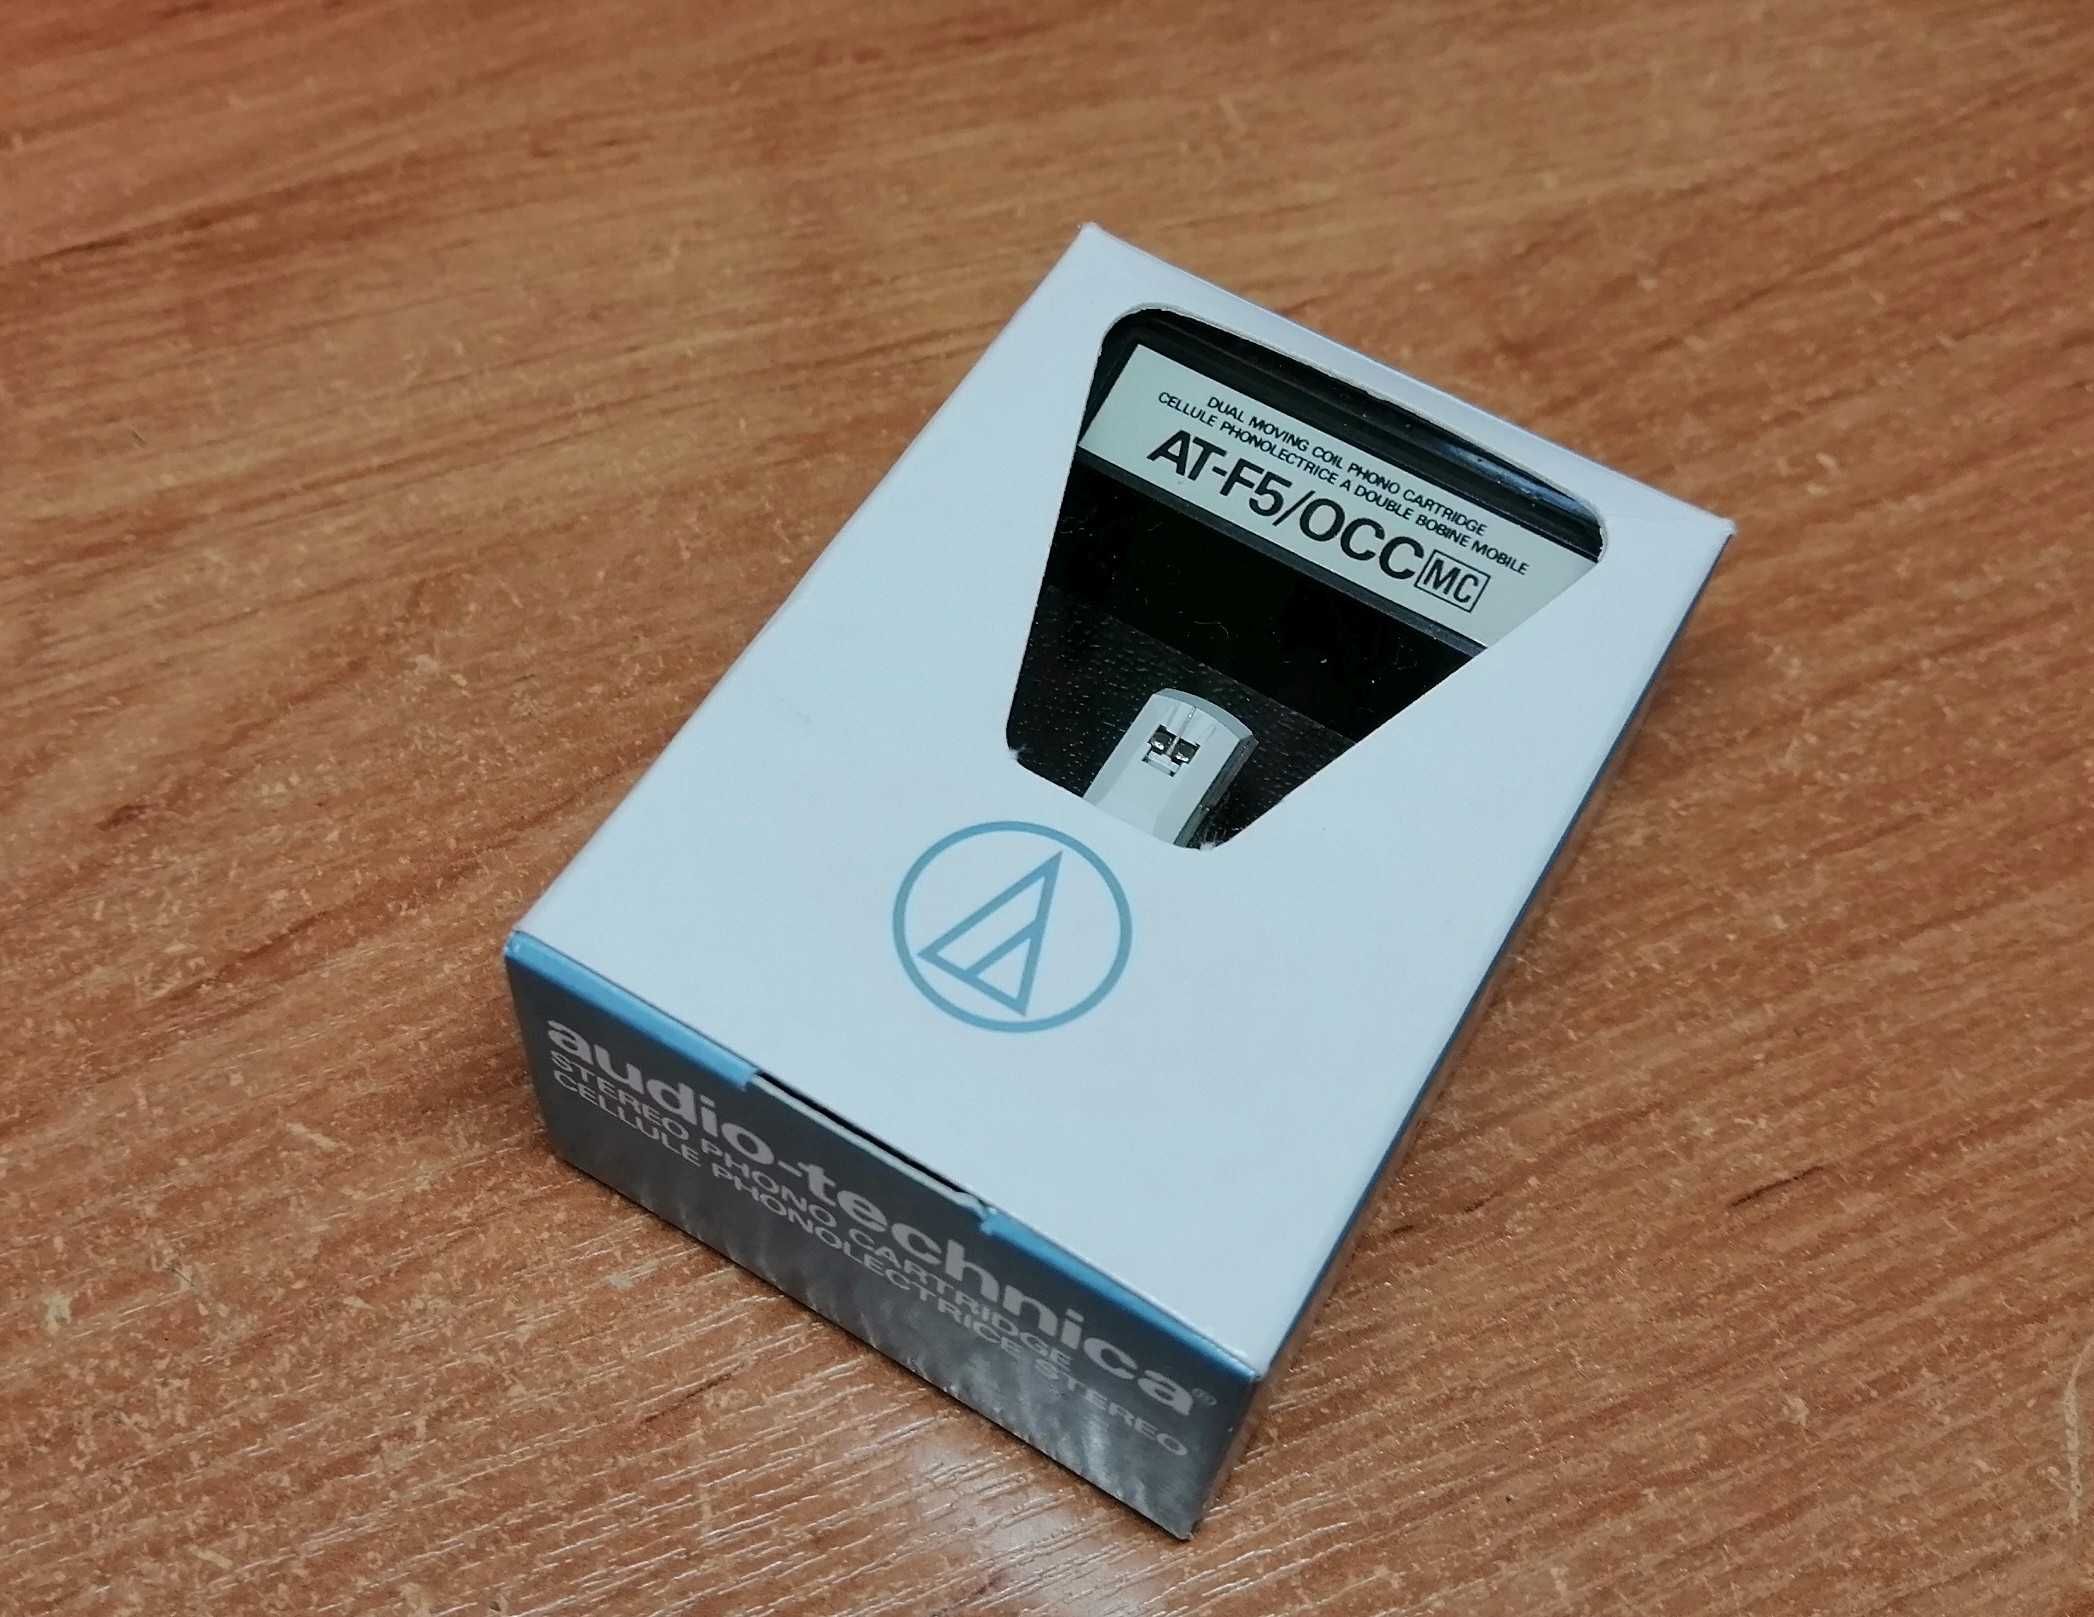 DUAL MOVING COIL PHONO CARTRIDGE
CELLULE PHONOLECTRICE A DOUBLE BOBINE MOBILE
AT-F5/OCC MC
audio-technica®
STEREO PHONO CARTRIDGE
CELLULE PHONOLECTRICE STEREO